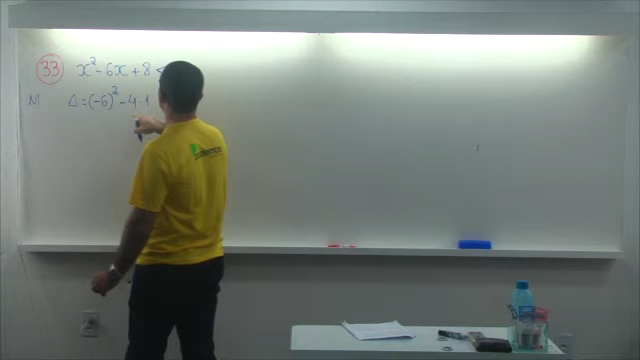 33 x² - 6x + 8 <
M Δ = (-6)² - 4·1